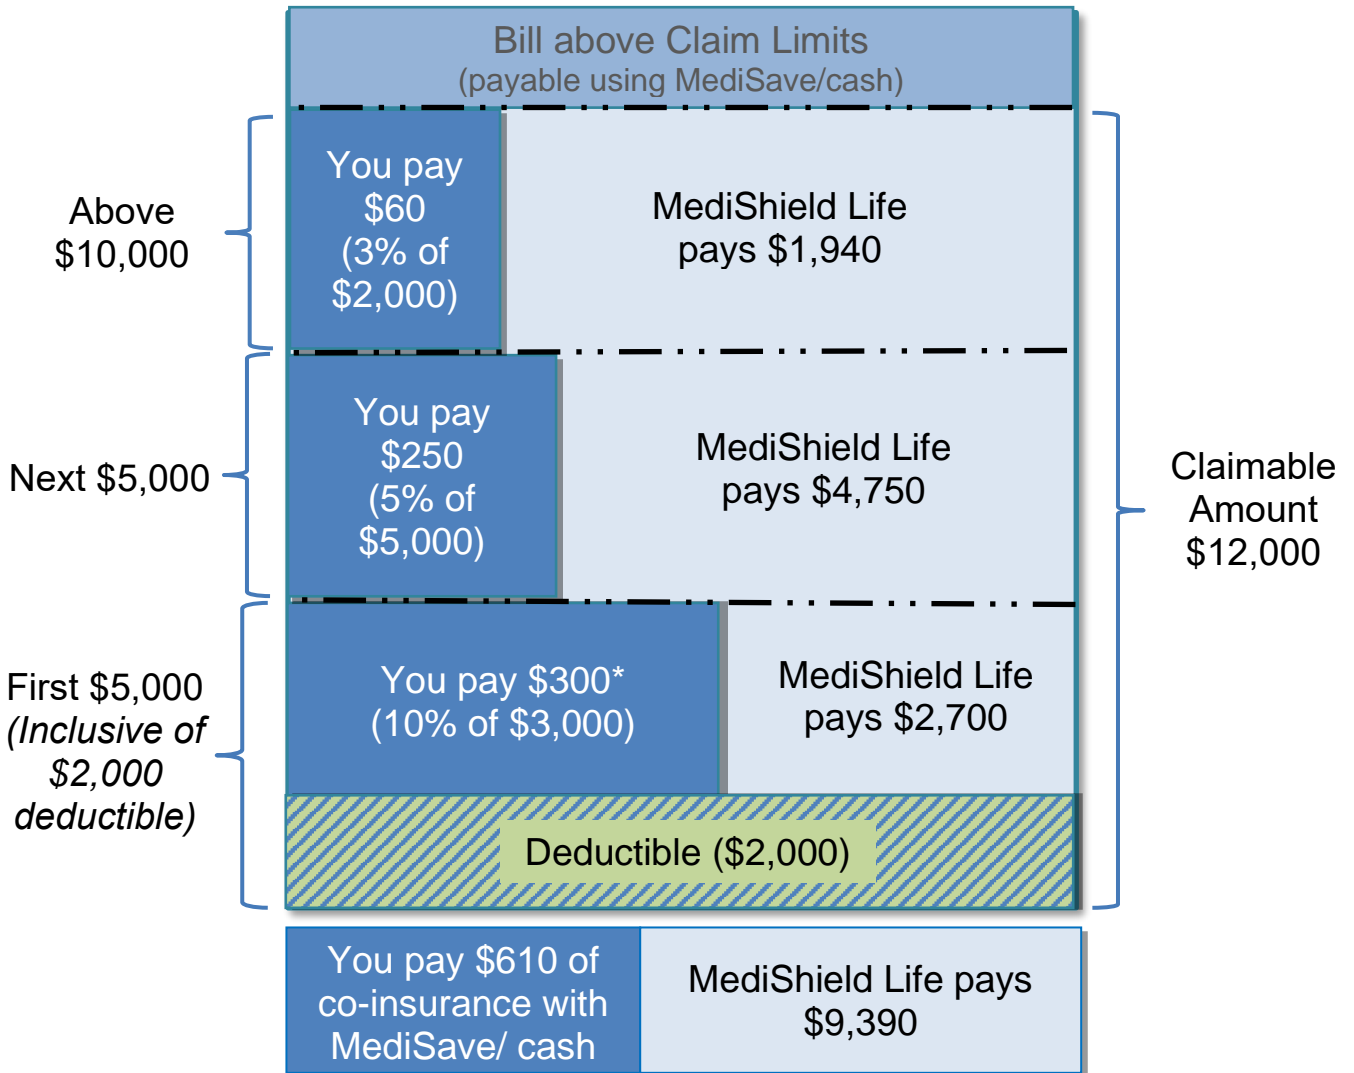 Bill above Claim Limits
(payable using MediSave/cash)
Above
$10,000
You pay
$60
(3% of
$2,000)
MediShield Life
pays $1,940
Next $5,000
You pay
$250
(5% of
$5,000)
MediShield Life
pays $4,750
Claimable
Amount
$12,000
First $5,000
(Inclusive of
$2,000
deductible)
You pay $300*
(10% of $3,000)
MediShield Life
pays $2,700
Deductible ($2,000)
You pay $610 of
co-insurance with
MediSave/ cash
MediShield Life pays
$9,390